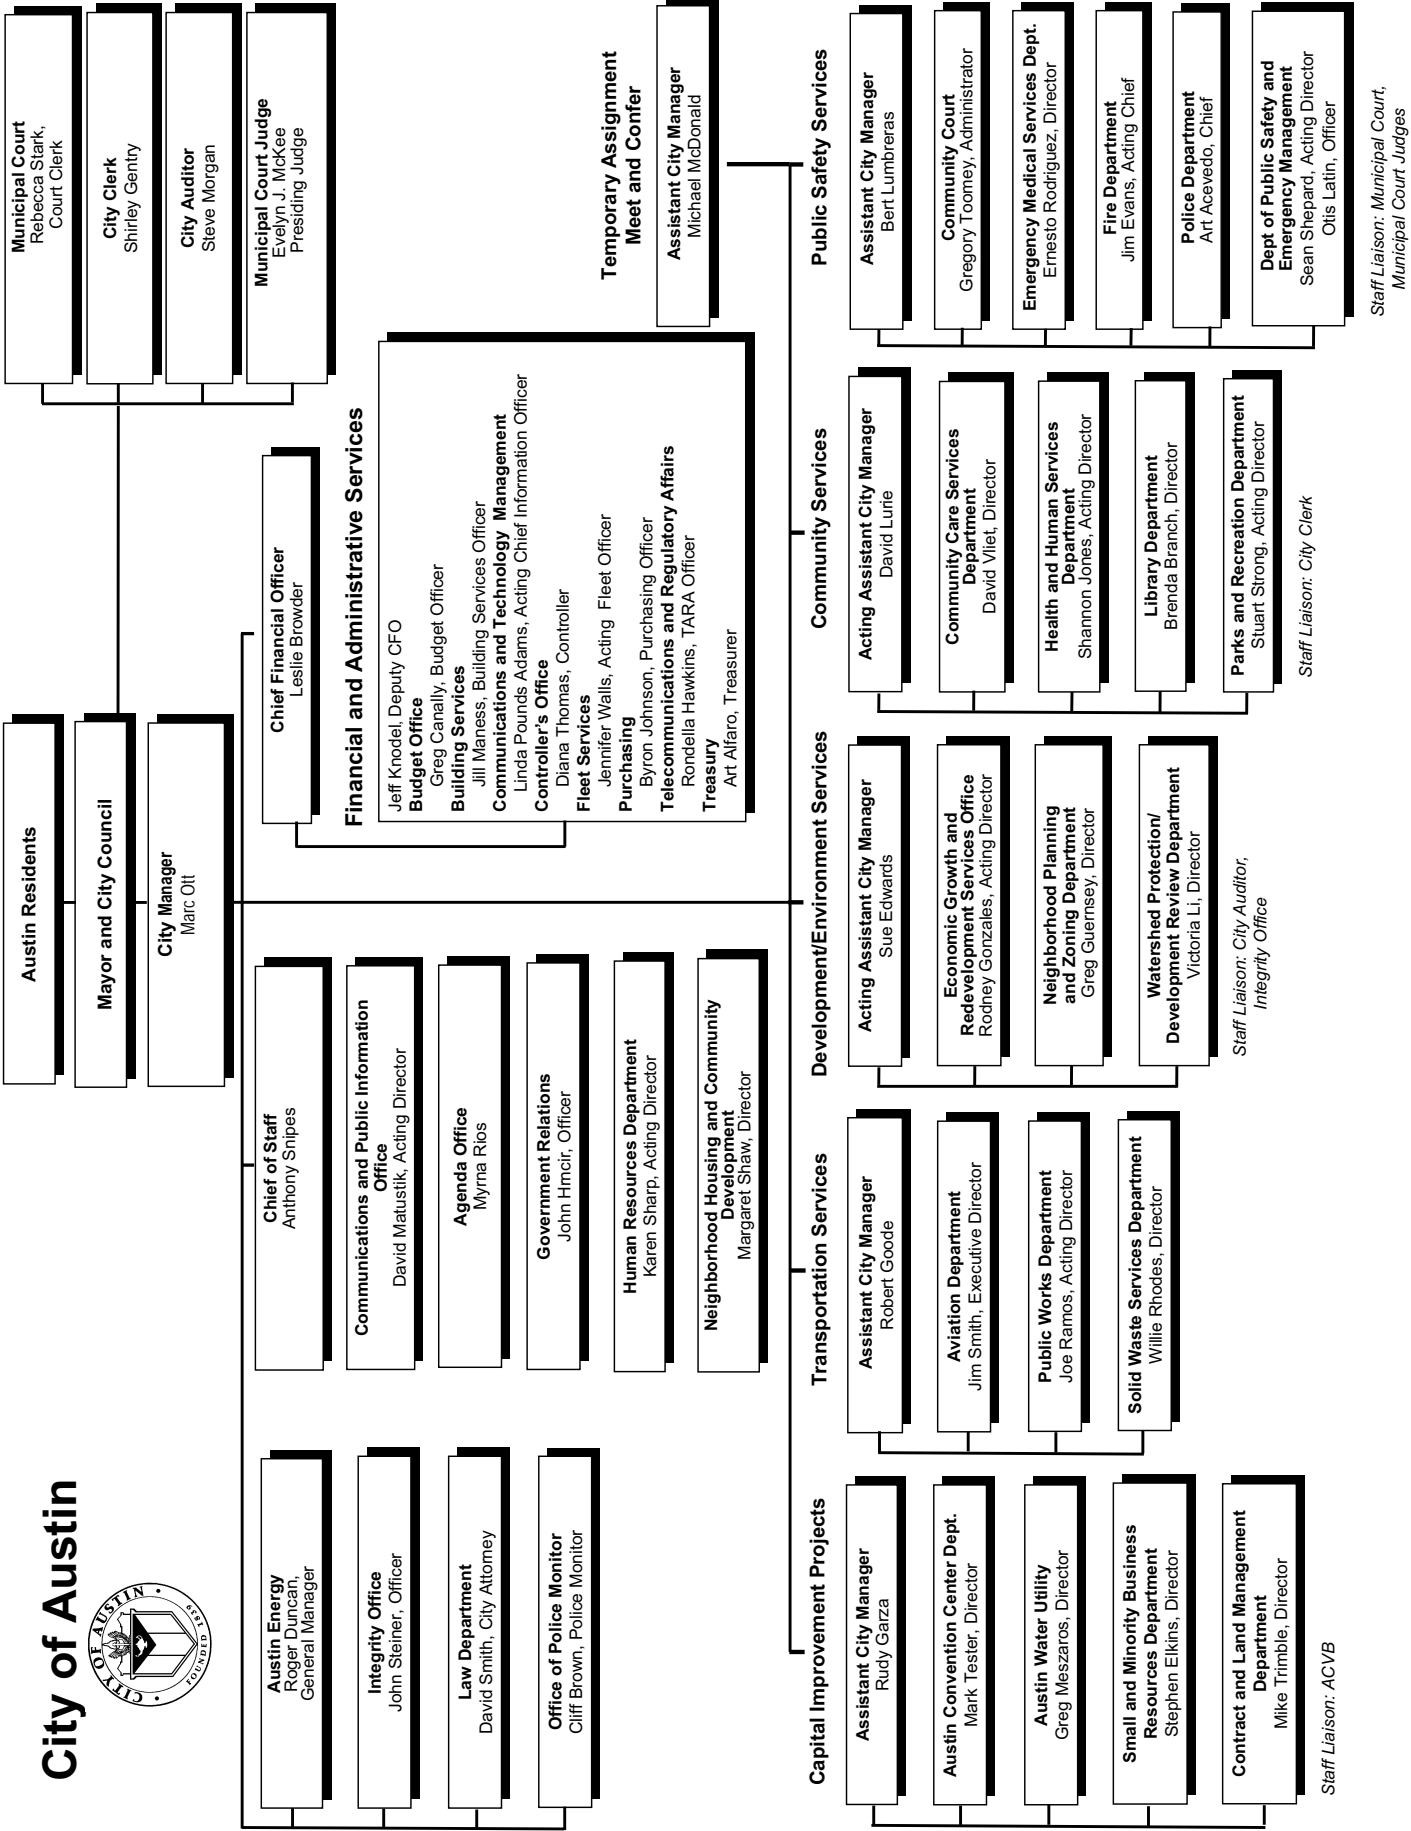 City of Austin
CITY OF AUSTIN
FOUNDED 1839
Austin Residents
Mayor and City Council
City Manager
Marc Ott
Municipal Court
Rebecca Stark,
Court Clerk
City Clerk
Shirley Gentry
City Auditor
Steve Morgan
Municipal Court Judge
Evelyn J. McKee
Presiding Judge
Austin Energy
Roger Duncan,
General Manager
Integrity Office
John Steiner, Officer
Law Department
David Smith, City Attorney
Office of Police Monitor
Cliff Brown, Police Monitor
Chief of Staff
Anthony Snipes
Communications and Public Information
Office
David Matustik, Acting Director
Agenda Office
Myrna Rios
Government Relations
John Hrncir, Officer
Human Resources Department
Karen Sharp, Acting Director
Neighborhood Housing and Community
Development
Margaret Shaw, Director
Chief Financial Officer
Leslie Browder
Financial and Administrative Services
Jeff Knodel, Deputy CFO
Budget Office
Greg Canally, Budget Officer
Building Services
Jill Maness, Building Services Officer
Communications and Technology Management
Linda Pounds Adams, Acting Chief Information Officer
Controller's Office
Diana Thomas, Controller
Fleet Services
Jennifer Walls, Acting Fleet Officer
Purchasing
Byron Johnson, Purchasing Officer
Telecommunications and Regulatory Affairs
Rondella Hawkins, TARA Officer
Treasury
Art Alfaro, Treasurer
Temporary Assignment
Meet and Confer
Assistant City Manager
Michael McDonald
Capital Improvement Projects
Assistant City Manager
Rudy Garza
Austin Convention Center Dept.
Mark Tester, Director
Austin Water Utility
Greg Meszaros, Director
Small and Minority Business
Resources Department
Stephen Elkins, Director
Contract and Land Management
Department
Mike Trimble, Director
Staff Liaison: ACVB
Transportation Services
Assistant City Manager
Robert Goode
Aviation Department
Jim Smith, Executive Director
Public Works Department
Joe Ramos, Acting Director
Solid Waste Services Department
Willie Rhodes, Director
Development/Environment Services
Acting Assistant City Manager
Sue Edwards
Economic Growth and
Redevelopment Services Office
Rodney Gonzales, Acting Director
Neighborhood Planning
and Zoning Department
Greg Guernsey, Director
Watershed Protection/
Development Review Department
Victoria Li, Director
Staff Liaison: City Auditor,
Integrity Office
Community Services
Acting Assistant City Manager
David Lurie
Community Care Services
Department
David Vliet, Director
Health and Human Services
Department
Shannon Jones, Acting Director
Library Department
Brenda Branch, Director
Parks and Recreation Department
Stuart Strong, Acting Director
Staff Liaison: City Clerk
Public Safety Services
Assistant City Manager
Bert Lumbreras
Community Court
Gregory Toomey, Administrator
Emergency Medical Services Dept.
Ernesto Rodriguez, Director
Fire Department
Jim Evans, Acting Chief
Police Department
Art Acevedo, Chief
Dept of Public Safety and
Emergency Management
Sean Shepard, Acting Director
Otis Latin, Officer
Staff Liaison: Municipal Court,
Municipal Court Judges